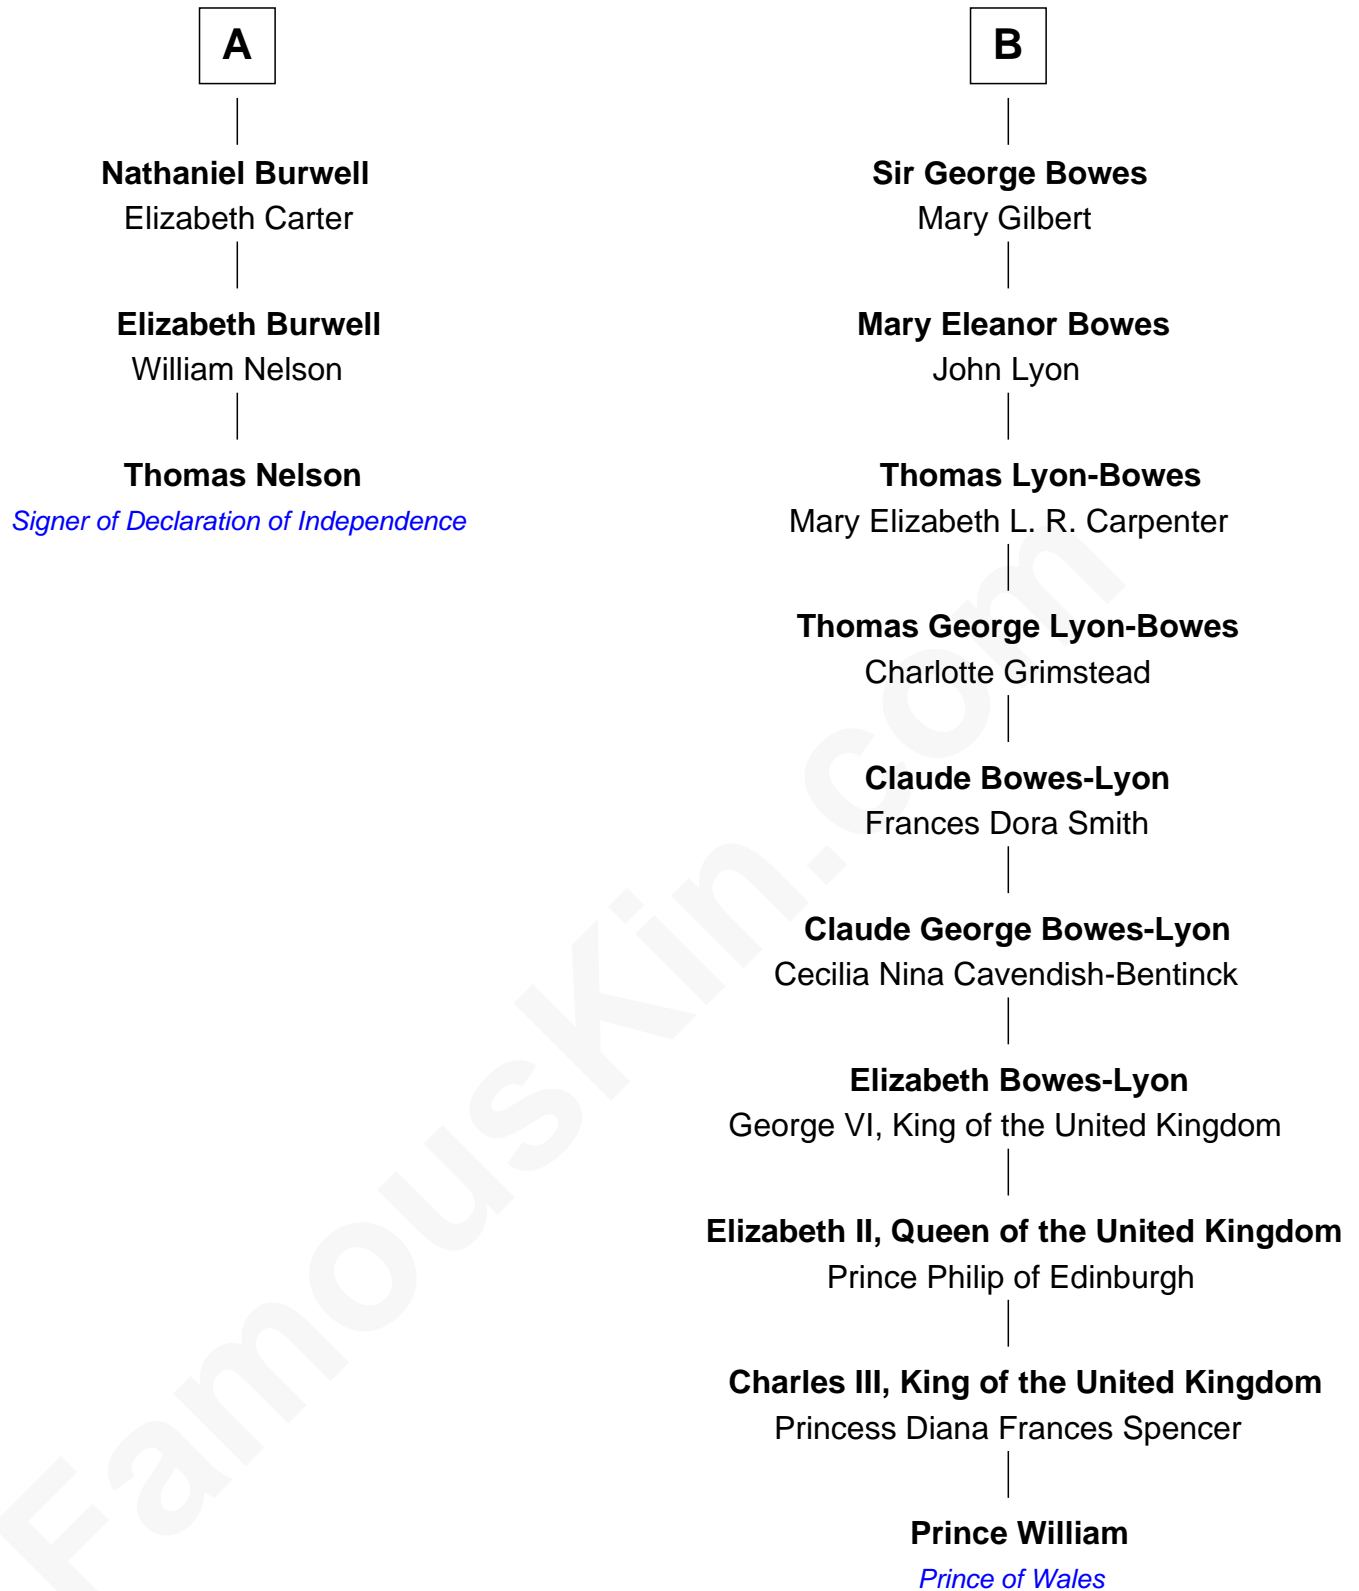 A
Nathaniel Burwell
Elizabeth Carter
Elizabeth Burwell
William Nelson
Thomas Nelson
Signer of Declaration of Independence
B
Sir George Bowes
Mary Gilbert
Mary Eleanor Bowes
John Lyon
Thomas Lyon-Bowes
Mary Elizabeth L. R. Carpenter
Thomas George Lyon-Bowes
Charlotte Grimstead
Claude Bowes-Lyon
Frances Dora Smith
Claude George Bowes-Lyon
Cecilia Nina Cavendish-Bentinck
Elizabeth Bowes-Lyon
George VI, King of the United Kingdom
Elizabeth II, Queen of the United Kingdom
Prince Philip of Edinburgh
Charles III, King of the United Kingdom
Princess Diana Frances Spencer
Prince William
Prince of Wales
FamousKin.com